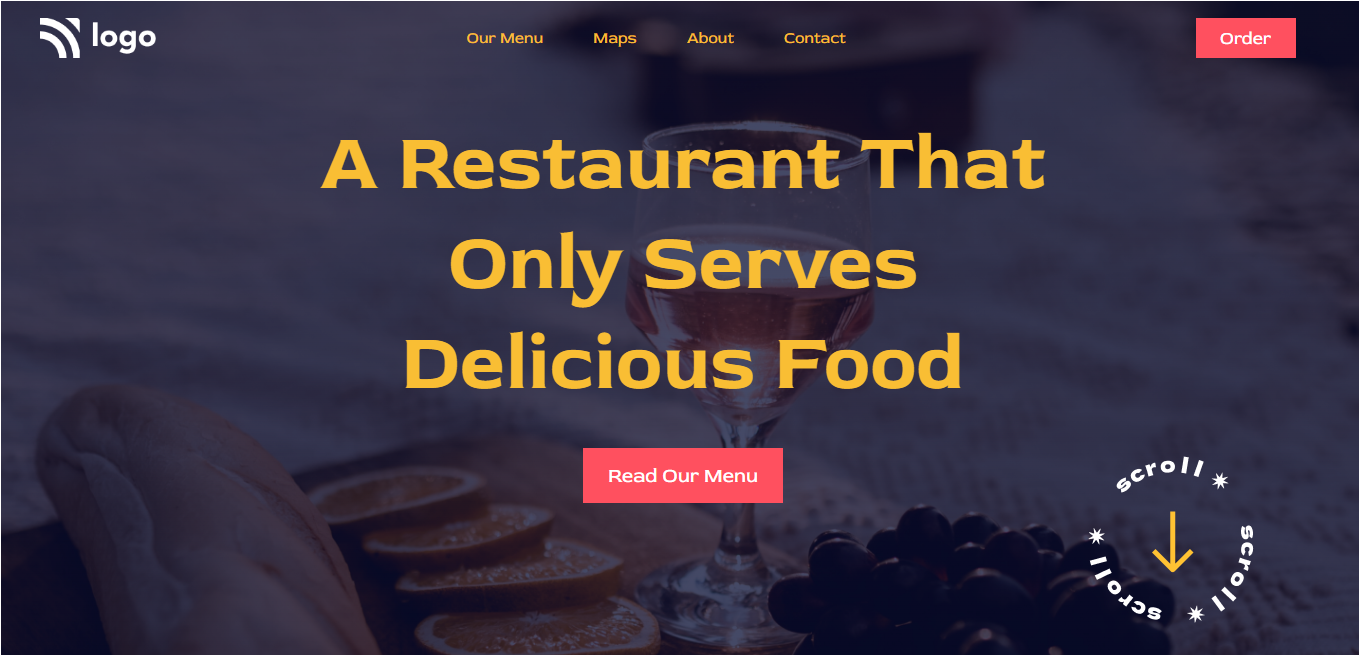 logo
Our Menu
Maps
About
Contact
Order
A Restaurant That
Only Serves
Delicious Food
Read Our Menu
scroll
scroll
scroll